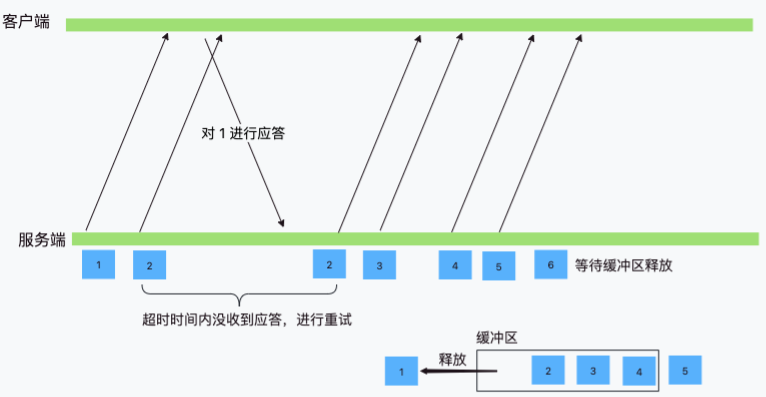 客户端
对 1 进行应答
服务端
1 2 2 3 4 5 6 等待缓冲区释放
超时时间内没收到应答，进行重试
缓冲区
1 释放 2 3 4 5